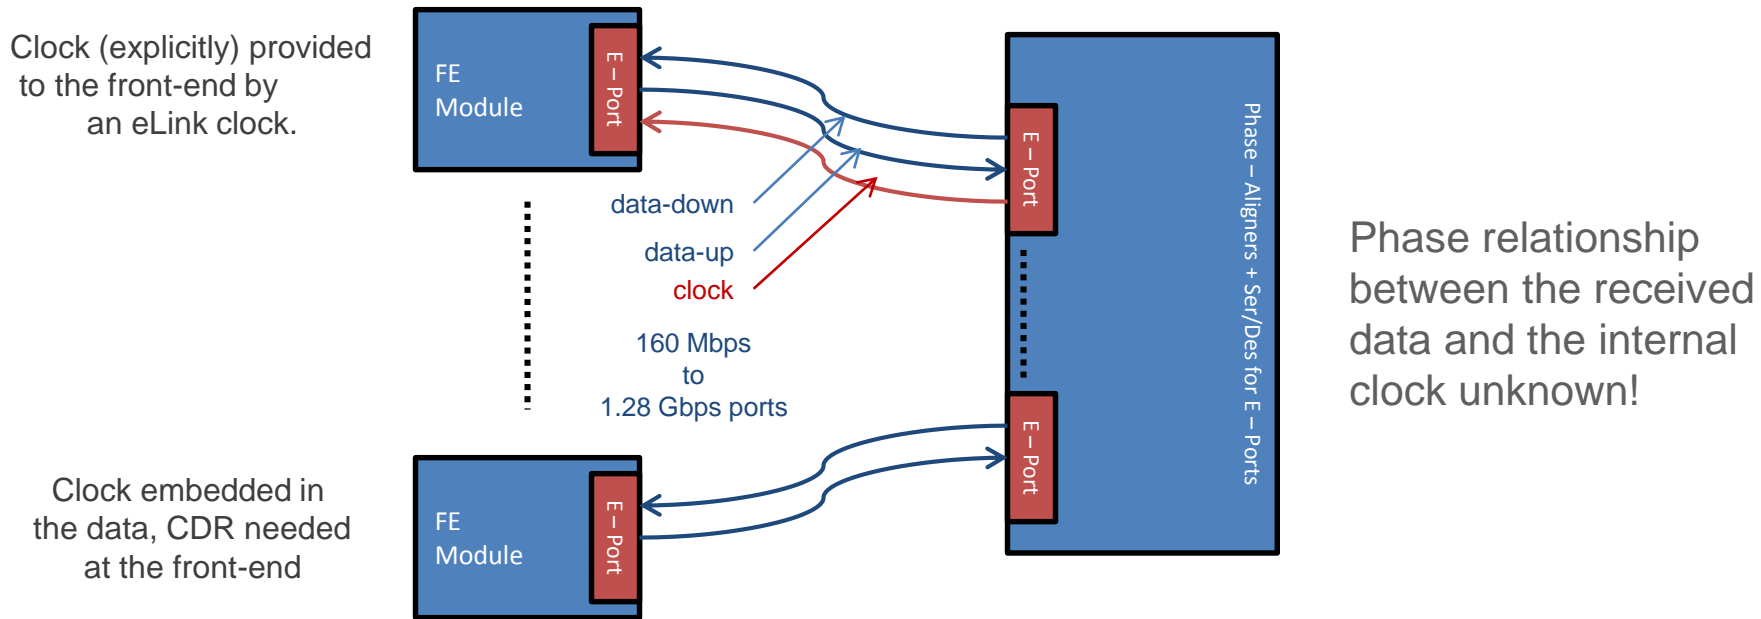 Clock (explicitly) provided
to the front-end by
an eLink clock.
FE
Module
E – Port
data-down
data-up
clock
160 Mbps
to
1.28 Gbps ports
E – Port
E – Port
Phase – Aligners + Ser/Des for E – Ports
Phase relationship
between the received
data and the internal
clock unknown!
Clock embedded in
the data, CDR needed
at the front-end
FE
Module
E – Port